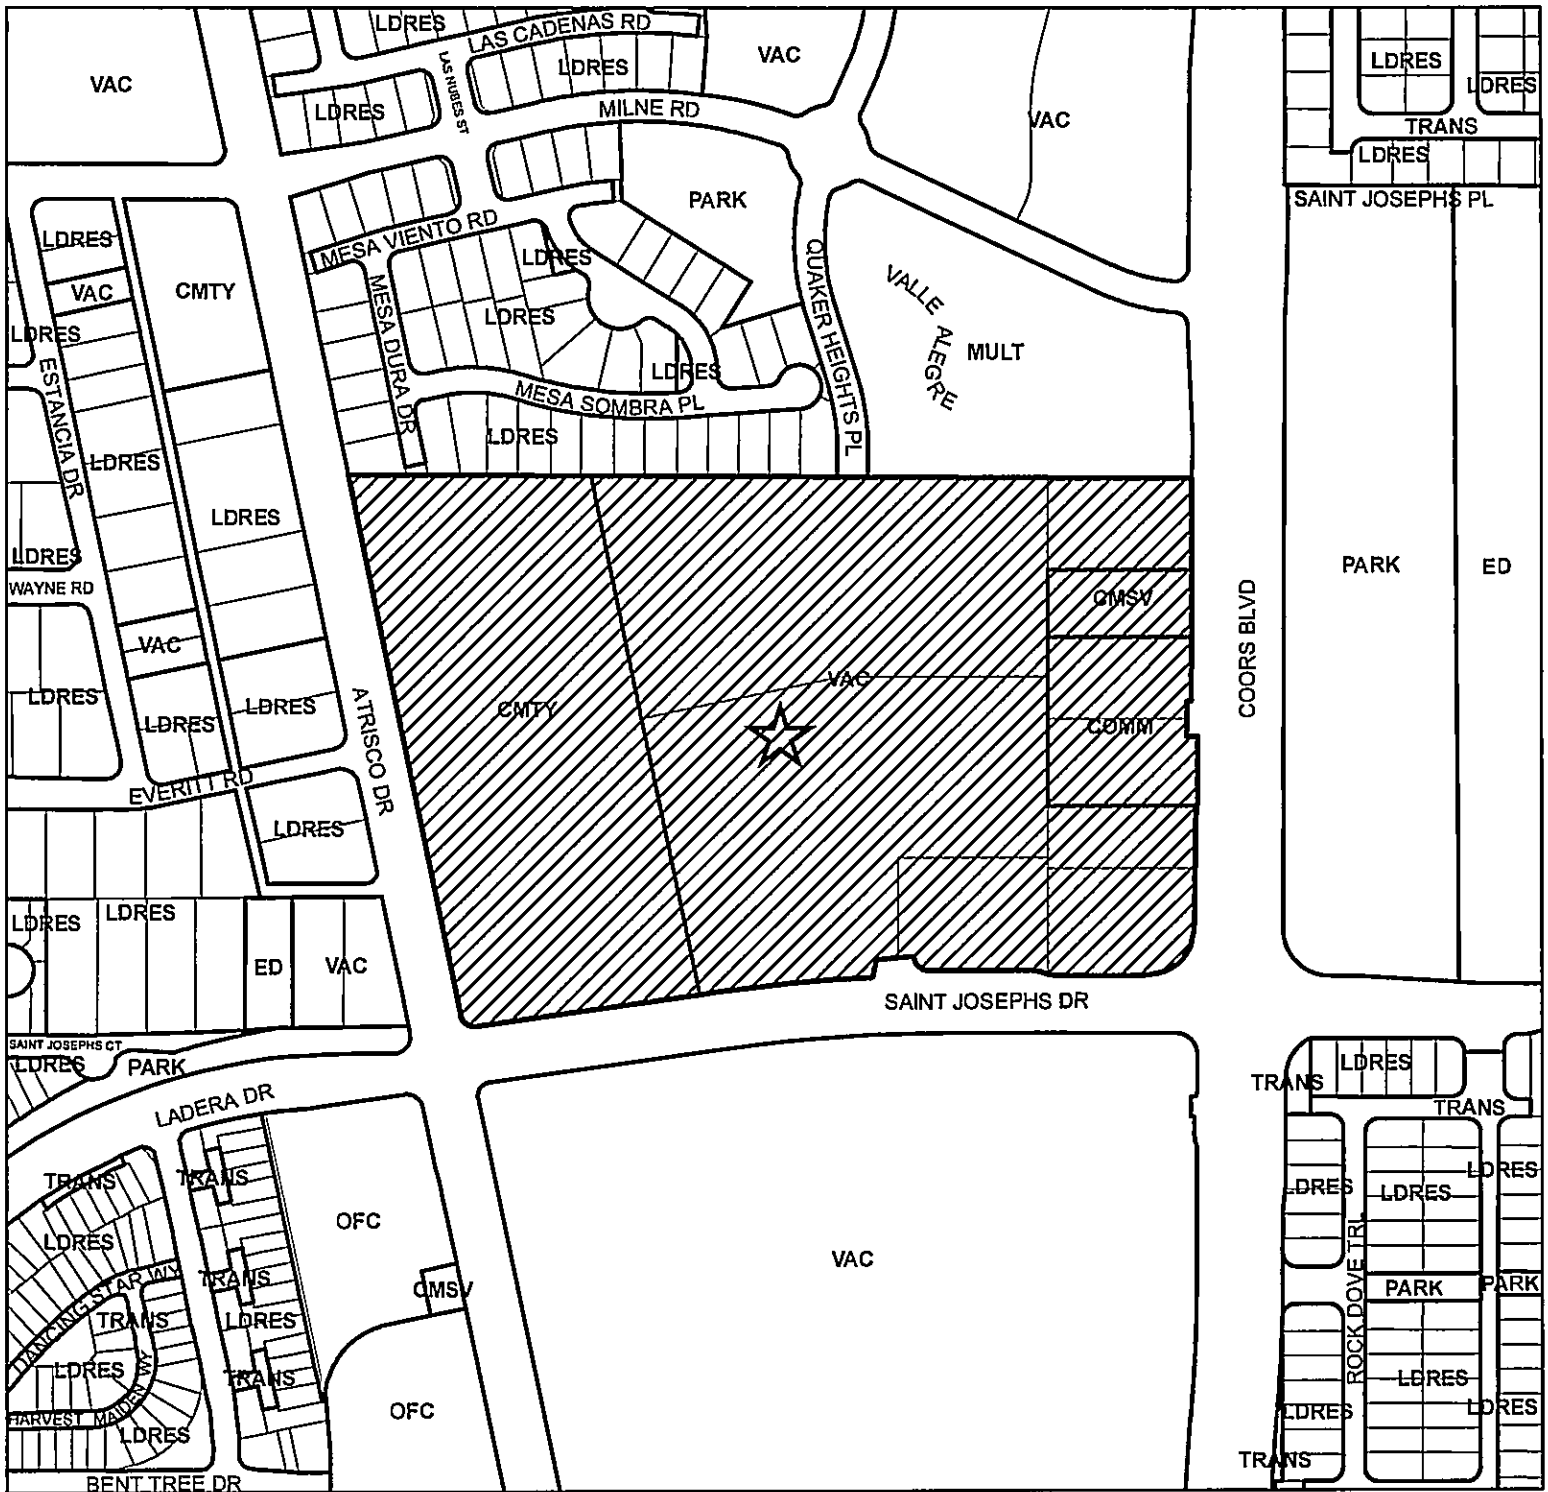 LDRES
LAS CADENAS RD
VAC
VAC
LDRES
LAS NUBES ST
LDRES
LDRES
LDRES
MILNE RD
VAC
TRANS
LDRES
PARK
SAINT JOSEPHS PL
MESA VIENTO RD
LDRES
LDRES
QUAKER HEIGHTS PL
VALLE ALEGRE
VAC
CMTY
MESA DURA DR
LDRES
LDRES
MULT
ESTANCIA DR
LDRES
MESA SOMBRA PL
LDRES
LDRES
LDRES
LDRES
WAYNE RD
PARK
ED
CMSV
COORS BLVD
VAC
LDRES
LDRES
LDRES
ATRISCO DR
CMTY
VAC
COMM
EVERITT RD
LDRES
LDRES
LDRES
ED
VAC
SAINT JOSEPHS DR
SAINT JOSEPHS CT
LDRES
PARK
LDRES
TRANS
TRANS
LADERA DR
TRANS
TRANS
LDRES
LDRES
LDRES
OFC
LDRES
ROCK DOVE TRL
VAC
DANCING STAR WY
TRANS
CMSV
PARK
PARK
TRANS
LDRES
LDRES
TRANS
LDRES
HARVEST MAIDEN WY
OFC
LDRES
LDRES
LDRES
TRANS
BENT TREE DR